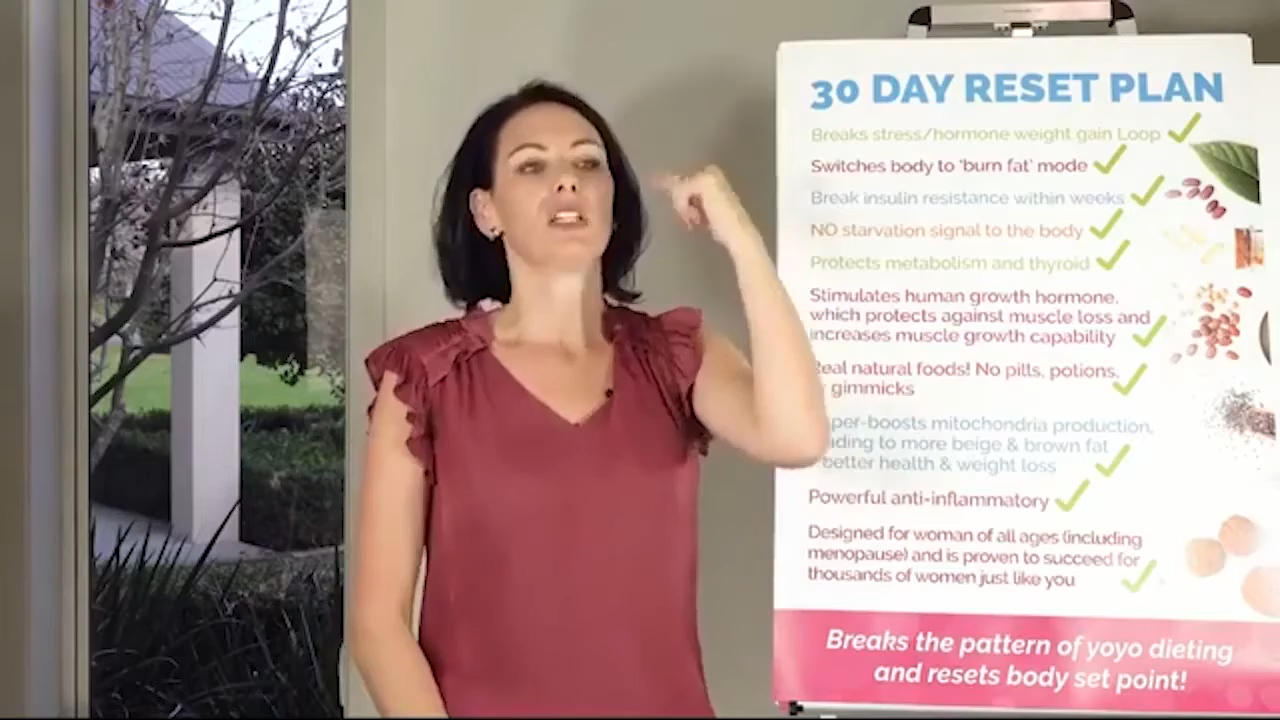 30 DAY RESET PLAN
Breaks stress/hormone weight gain Loop
Switches body to 'burn fat' mode
Break insulin resistance within weeks
NO starvation signal to the body
Protects metabolism and thyroid
Stimulates human growth hormone,
which protects against muscle loss and
increases muscle growth capability
Real natural foods! No pills, potions,
gimmicks
mitochondria production,
to more beige & brown fat
better health & weight loss
Powerful anti-inflammatory
Designed for woman of all ages (including
menopause) and is proven to succeed for
thousands of women just like you
Breaks the pattern of yoyo dieting
and resets body set point!